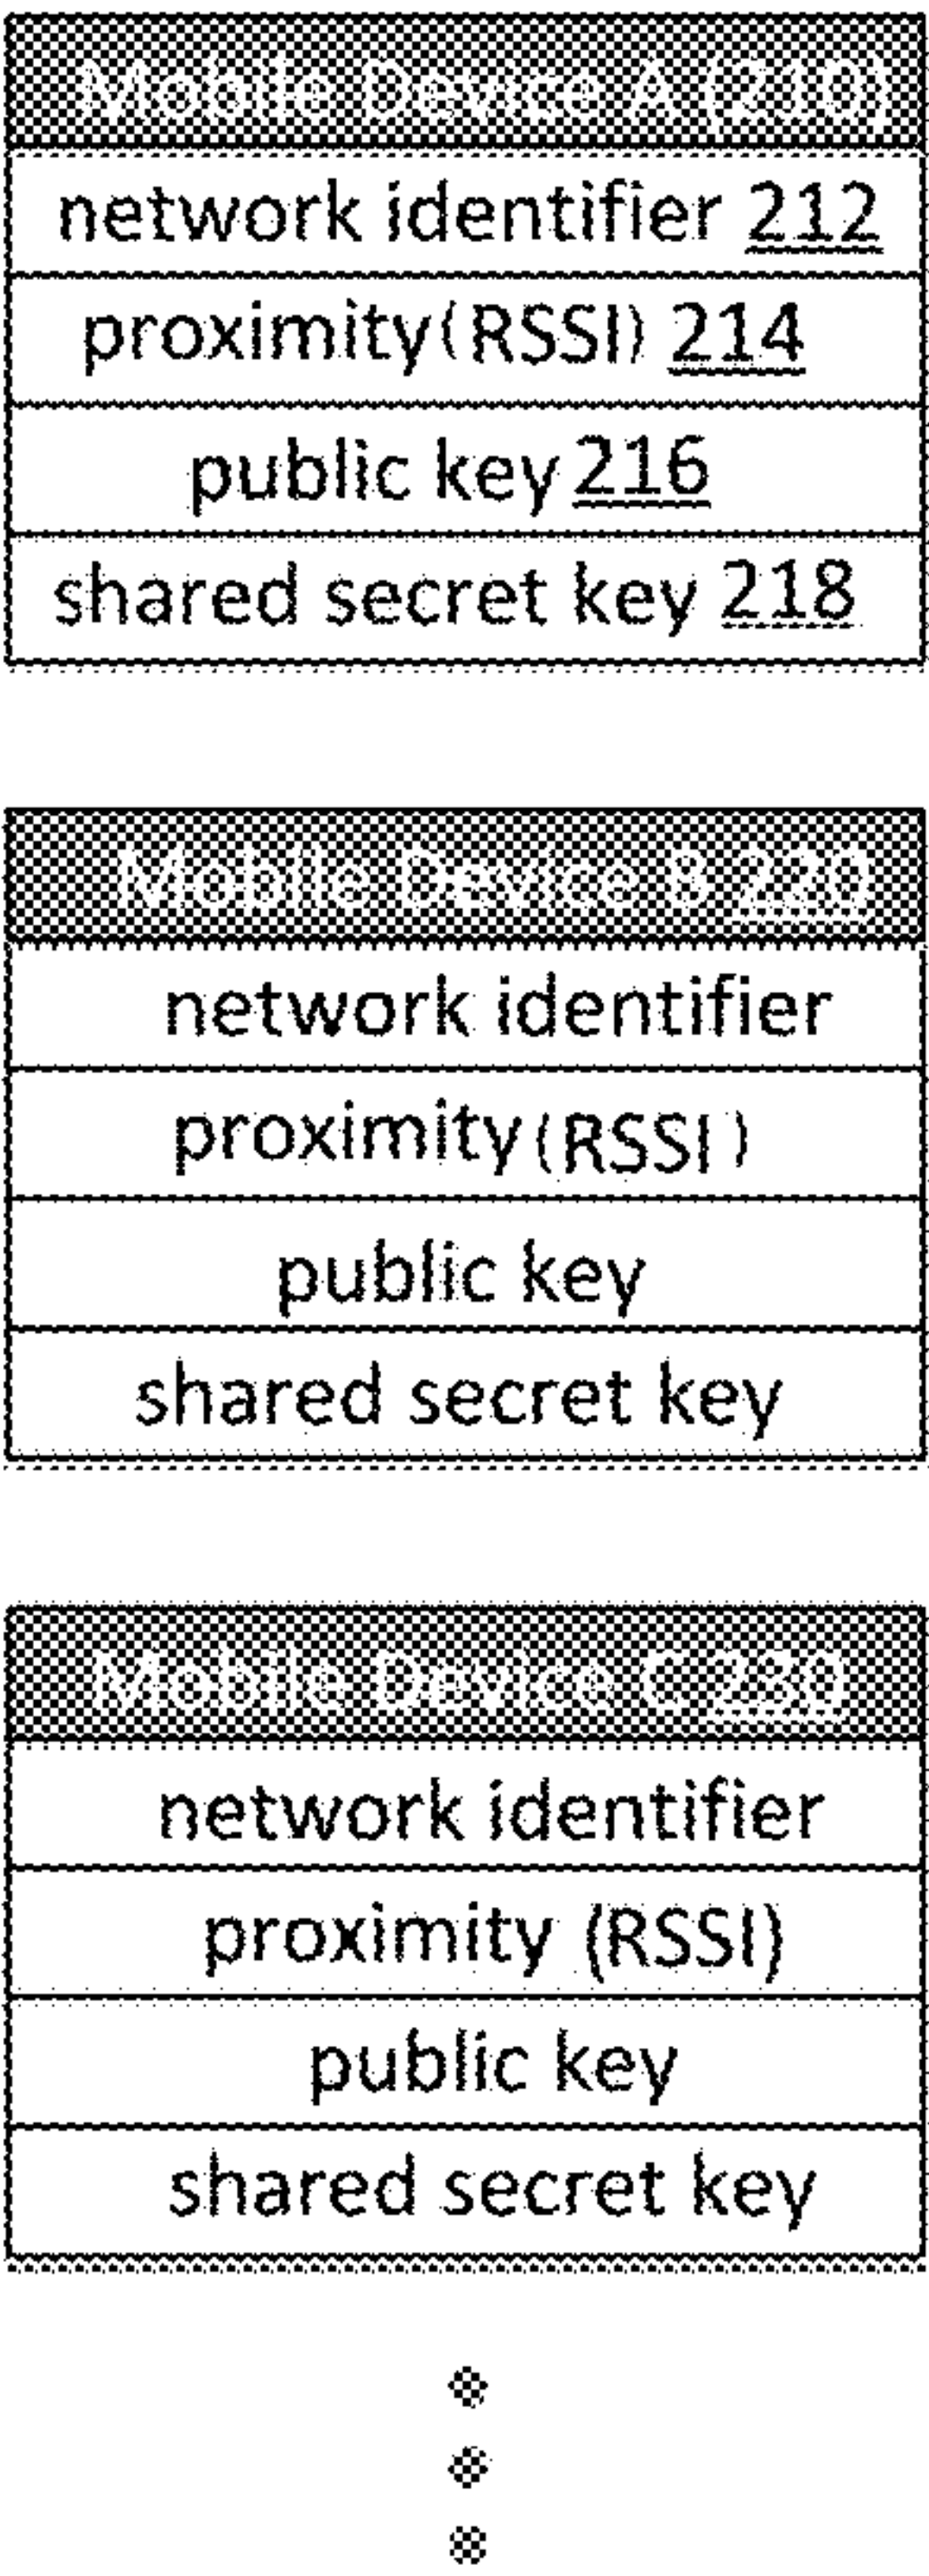 Mobile Device A (210)
network identifier 212
proximity(RSSI) 214
public key 216
shared secret key 218
Mobile Device B 220
network identifier
proximity(RSSI)
public key
shared secret key
Mobile Device C 230
network identifier
proximity (RSSI)
public key
shared secret key